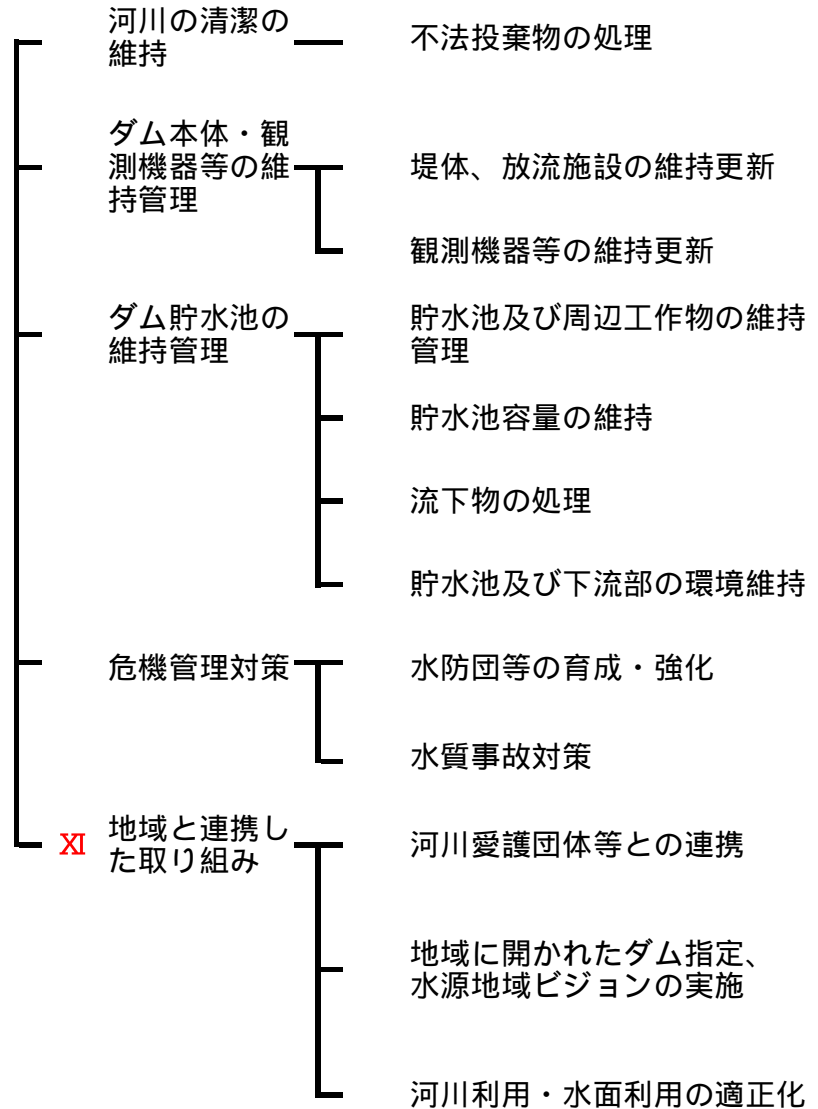 河川の清潔の
維持
不法投棄物の処理
ダム本体・観
測機器等の維
持管理
堤体、放流施設の維持更新
観測機器等の維持更新
ダム貯水池の
維持管理
貯水池及び周辺工作物の維持
管理
貯水池容量の維持
流下物の処理
貯水池及び下流部の環境維持
危機管理対策
水防団等の育成・強化
水質事故対策
Ⅺ
地域と連携し
た取り組み
河川愛護団体等との連携
地域に開かれたダム指定、
水源地域ビジョンの実施
河川利用・水面利用の適正化